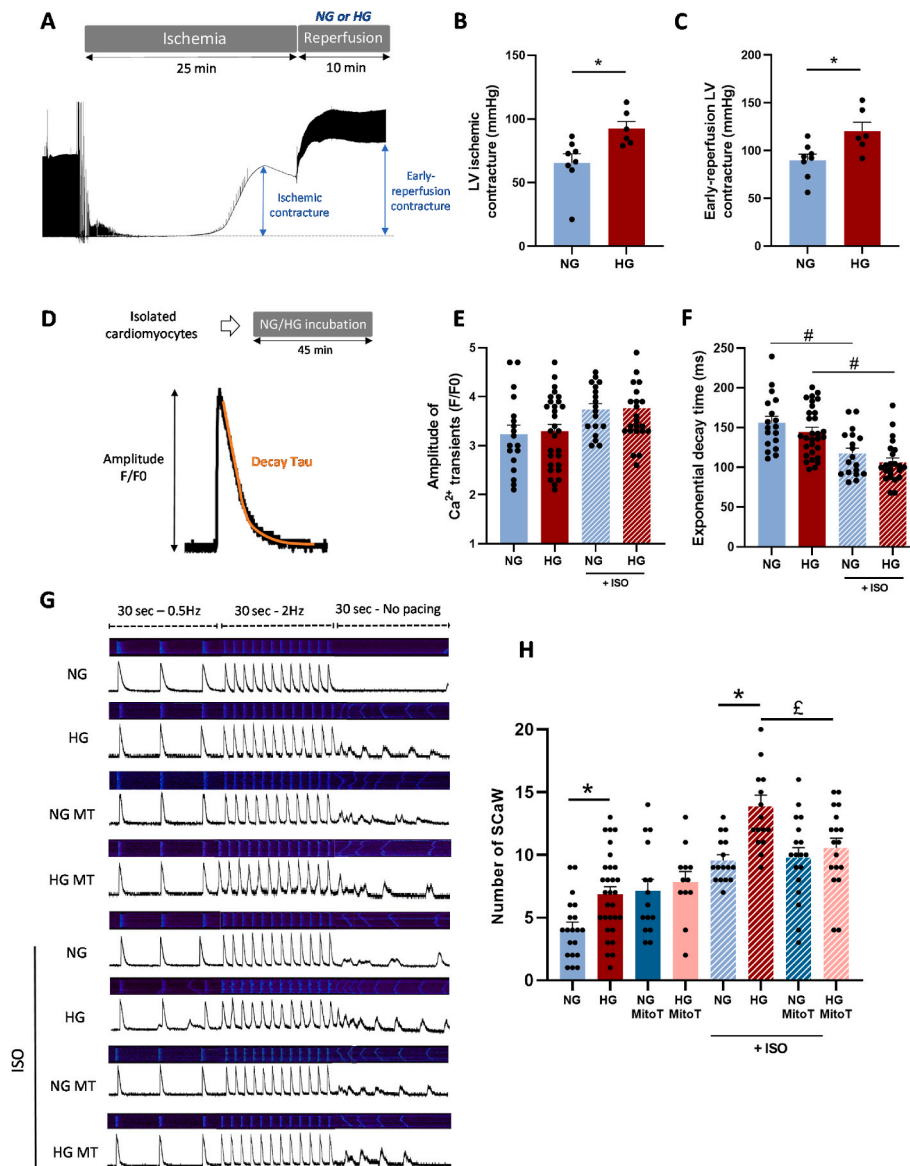 A
NG or HG
Ischemia
Reperfusion
25 min
10 min
Ischemic
contracture
Early-
reperfusion
contracture
B
LV ischemic
contracture (mmHg)
150
100
50
0
*
NG
HG
C
Early-reperfusion LV
contracture (mmHg)
200
150
100
50
0
*
NG
HG
D
Isolated
cardiomyocytes
NG/HG incubation
45 min
Amplitude
F/F0
Decay Tau
E
Amplitude of
Ca²⁺ transients (F/F0)
5
4
3
2
1
NG
HG
NG
HG
+ ISO
F
Exponential decay time (ms)
250
200
150
100
50
0
#
#
NG
HG
NG
HG
+ ISO
G
30 sec – 0.5Hz
30 sec - 2Hz
30 sec - No pacing
NG
HG
NG MT
HG MT
ISO
NG
HG
NG MT
HG MT
H
Number of SCaW
20
15
10
5
0
*
*
£
NG
HG
NG
MitoT
HG
MitoT
NG
HG
NG
MitoT
HG
MitoT
+ ISO